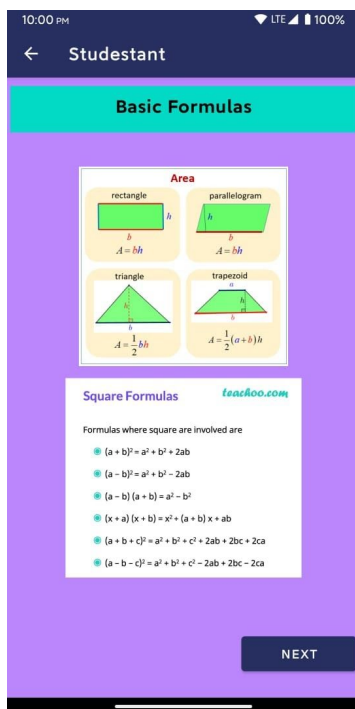 10:00 PM LTE 100%
← Studestant
Basic Formulas
Area
rectangle
h
b
A = bh
parallelogram
h
b
A = bh
triangle
h
b
A = 1/2 bh
trapezoid
a
h
b
A = 1/2 (a + b)h
Square Formulas teachoo.com
Formulas where square are involved are
(a + b)² = a² + b² + 2ab
(a – b)² = a² + b² – 2ab
(a – b) (a + b) = a² – b²
(x + a) (x + b) = x² + (a + b) x + ab
(a + b + c)² = a² + b² + c² + 2ab + 2bc + 2ca
(a – b – c)² = a² + b² + c² – 2ab + 2bc – 2ca
NEXT